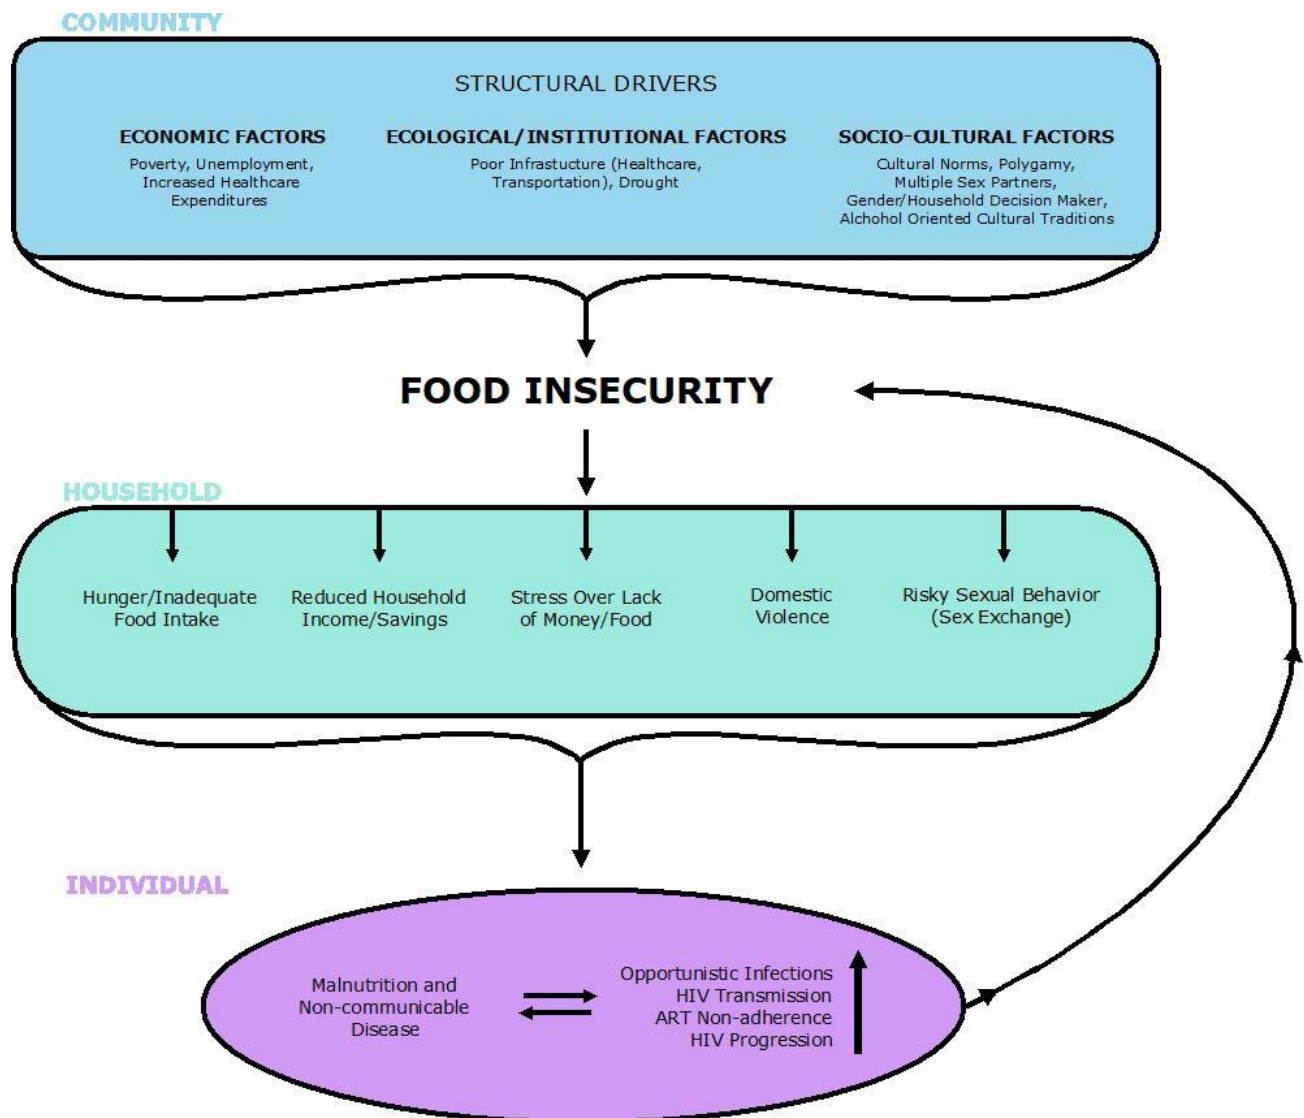 COMMUNITY
STRUCTURAL DRIVERS
ECONOMIC FACTORS
Poverty, Unemployment,
Increased Healthcare
Expenditures
ECOLOGICAL/INSTITUTIONAL FACTORS
Poor Infrastucture (Healthcare,
Transportation), Drought
SOCIO-CULTURAL FACTORS
Cultural Norms, Polygamy,
Multiple Sex Partners,
Gender/Household Decision Maker,
Alchohol Oriented Cultural Traditions
FOOD INSECURITY
HOUSEHOLD
Hunger/Inadequate
Food Intake
Reduced Household
Income/Savings
Stress Over Lack
of Money/Food
Domestic
Violence
Risky Sexual Behavior
(Sex Exchange)
INDIVIDUAL
Malnutrition and
Non-communicable
Disease
Opportunistic Infections
HIV Transmission
ART Non-adherence
HIV Progression